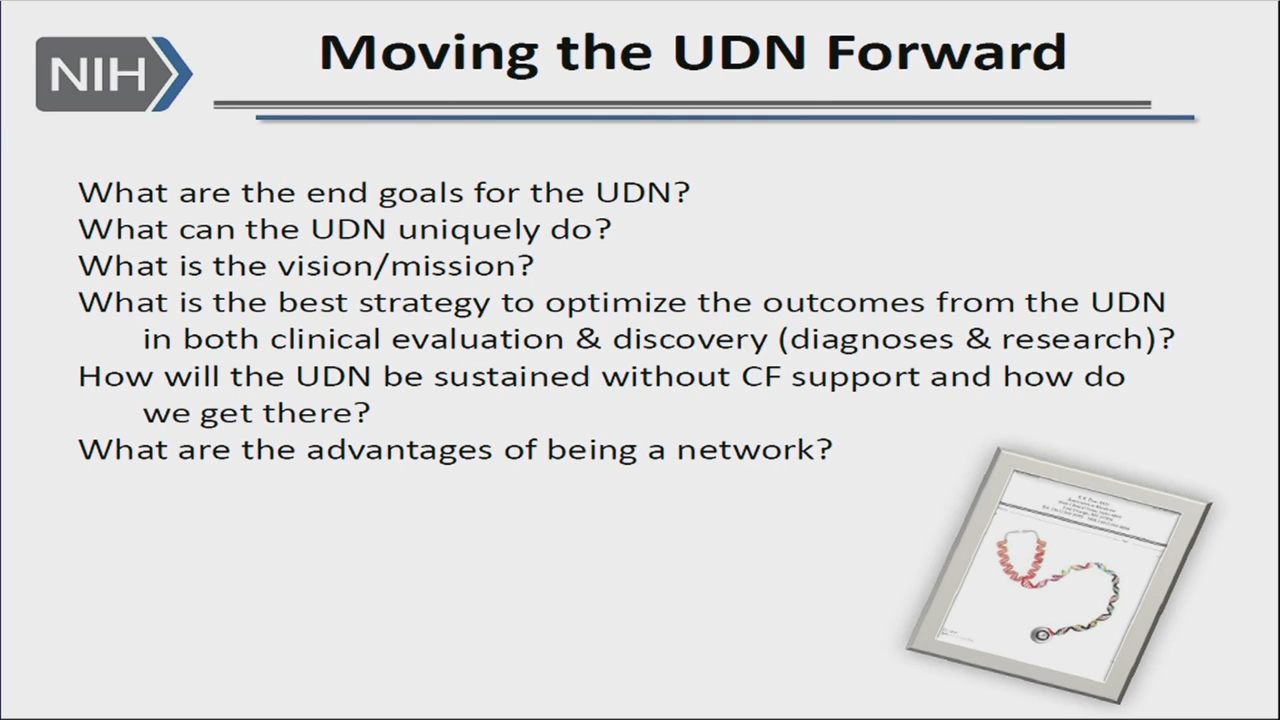 NIH
Moving the UDN Forward
What are the end goals for the UDN?
What can the UDN uniquely do?
What is the vision/mission?
What is the best strategy to optimize the outcomes from the UDN
in both clinical evaluation & discovery (diagnoses & research)?
How will the UDN be sustained without CF support and how do
we get there?
What are the advantages of being a network?